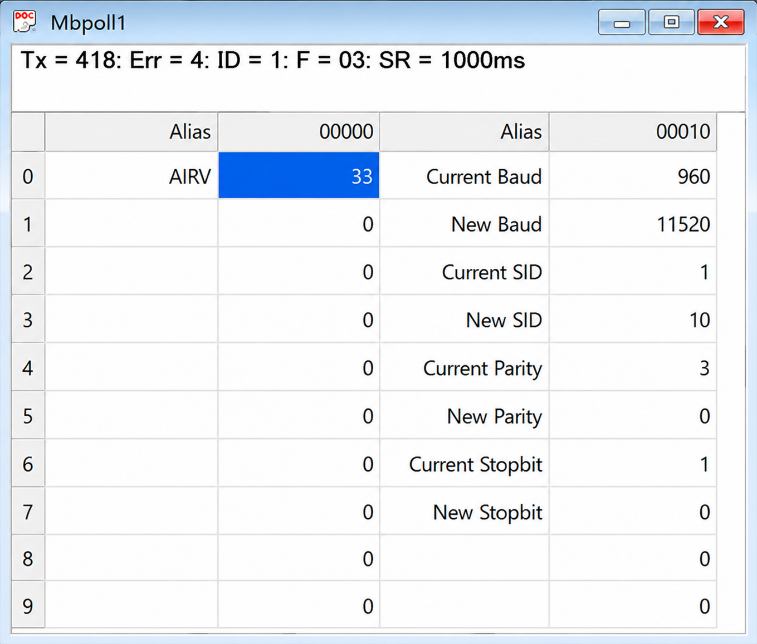 DOC
Mbpoll1
Tx = 418: Err = 4: ID = 1: F = 03: SR = 1000ms
Alias 00000 Alias 00010
0 AIRV 33 Current Baud 960
1 0 New Baud 11520
2 0 Current SID 1
3 0 New SID 10
4 0 Current Parity 3
5 0 New Parity 0
6 0 Current Stopbit 1
7 0 New Stopbit 0
8 0 0
9 0 0